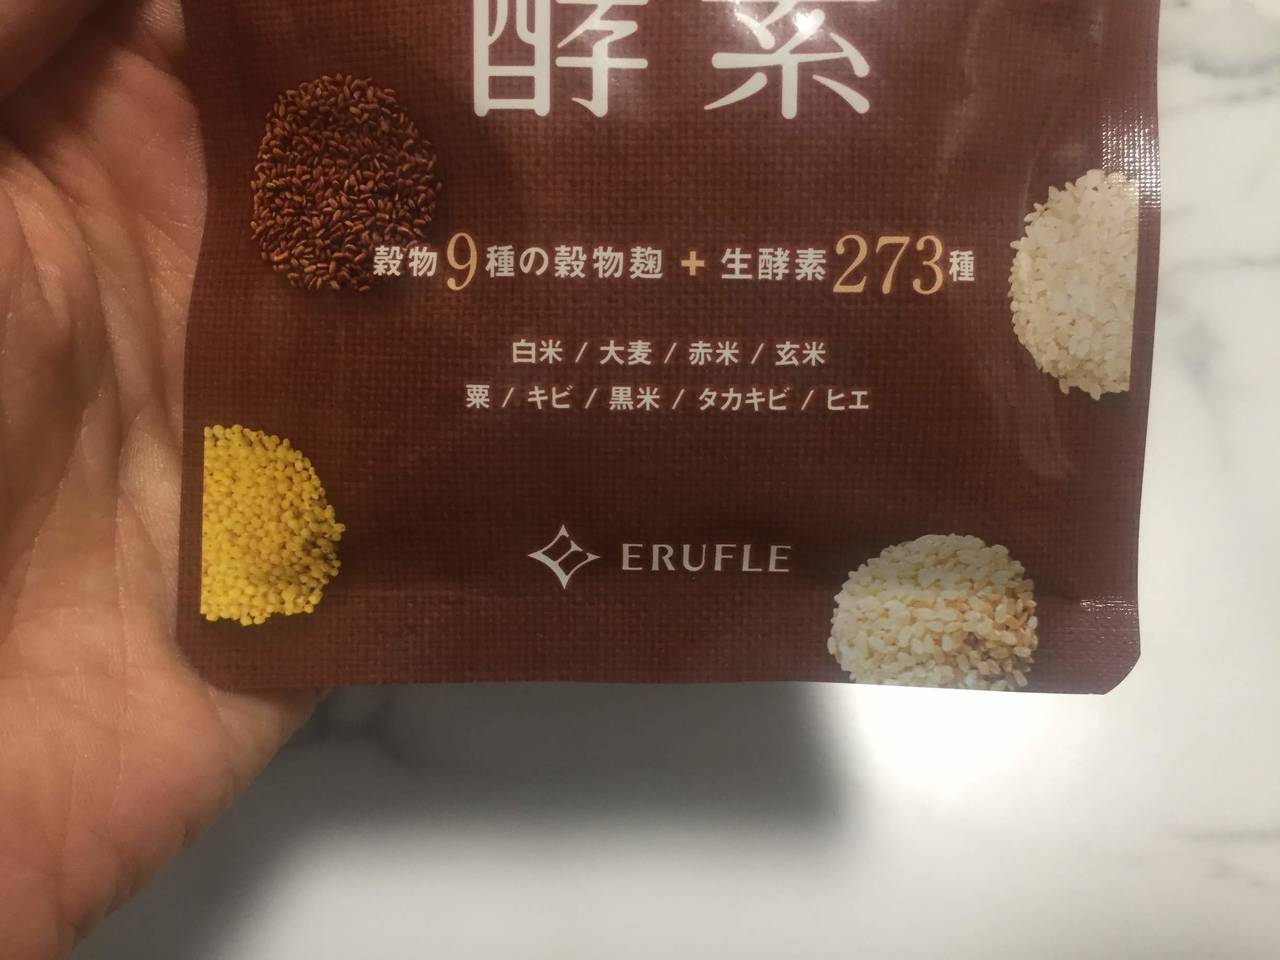 酵素
穀物9種の穀物麹 + 生酵素273種
白米 / 大麦 / 赤米 / 玄米
粟 / キビ / 黒米 / タカキビ / ヒエ
ERUFLE